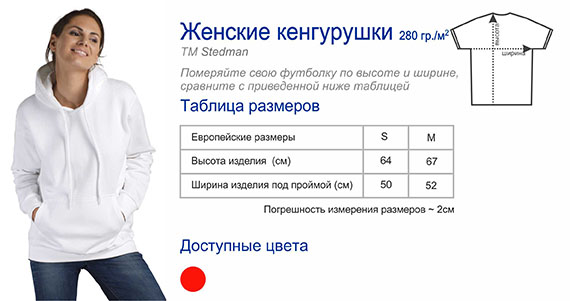 Женские кенгурушки 280 гр./м²
ТМ Stedman
Померяйте свою футболку по высоте и ширине,
сравните с приведенной ниже таблицей
высота
ширина
Таблица размеров
Европейские размеры S M
Высота изделия (см) 64 67
Ширина изделия под проймой (см) 50 52
Погрешность измерения размеров ~ 2см
Доступные цвета